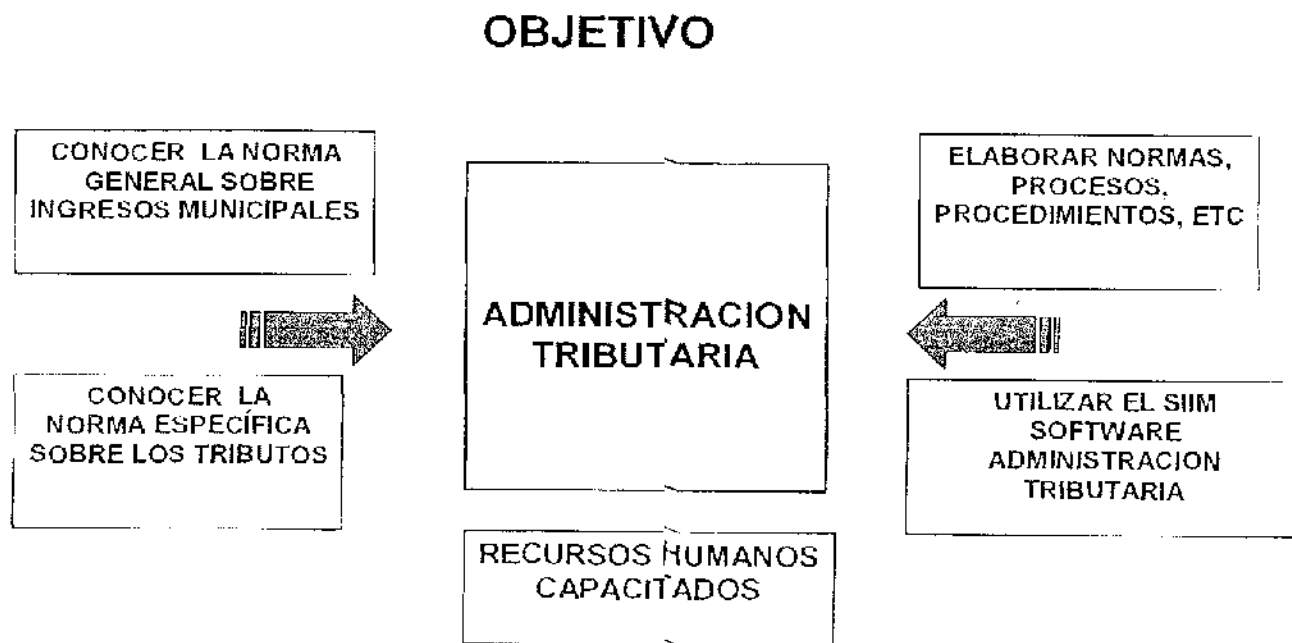 OBJETIVO
CONOCER LA NORMA
GENERAL SOBRE
INGRESOS MUNICIPALES
CONOCER LA
NORMA ESPECÍFICA
SOBRE LOS TRIBUTOS
ADMINISTRACION
TRIBUTARIA
RECURSOS HUMANOS
CAPACITADOS
ELABORAR NORMAS,
PROCESOS,
PROCEDIMIENTOS, ETC
UTILIZAR EL SIIM
SOFTWARE
ADMINISTRACION
TRIBUTARIA